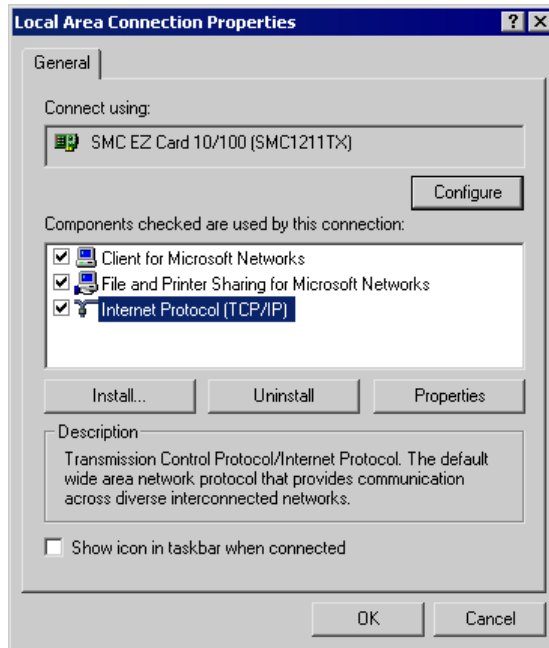 Local Area Connection Properties
General
Connect using:
SMC EZ Card 10/100 (SMC1211TX)
Configure
Components checked are used by this connection:
Client for Microsoft Networks
File and Printer Sharing for Microsoft Networks
Internet Protocol (TCP/IP)
Install...
Uninstall
Properties
Description
Transmission Control Protocol/Internet Protocol. The default
wide area network protocol that provides communication
across diverse interconnected networks.
Show icon in taskbar when connected
OK
Cancel